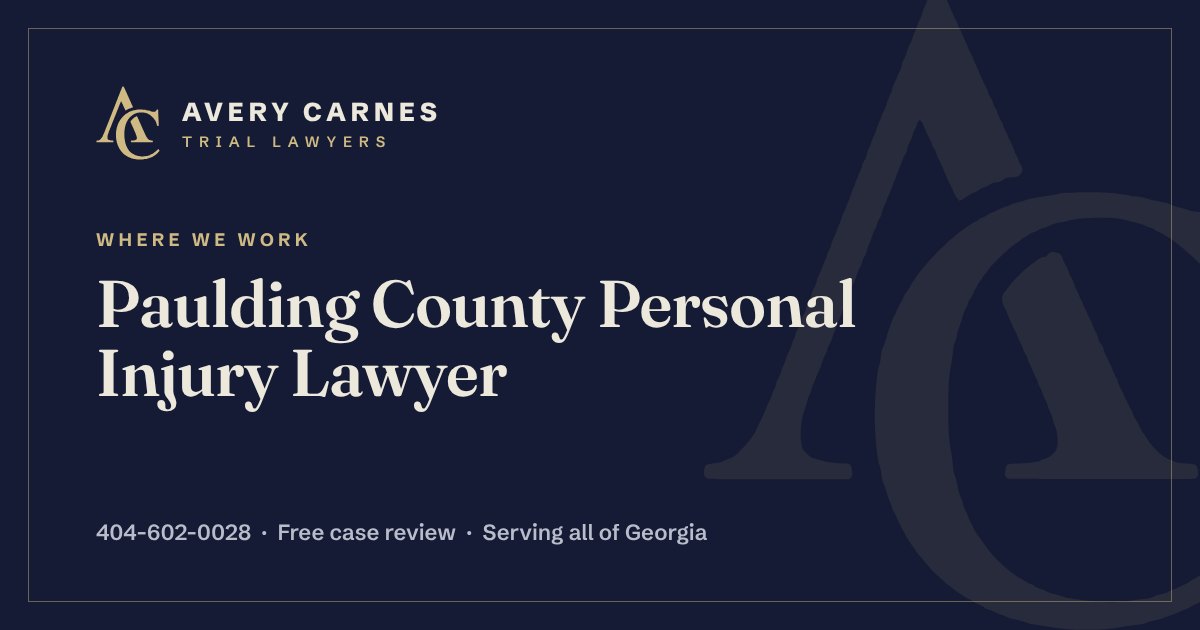 AVERY CARNES
TRIAL LAWYERS
WHERE WE WORK
Paulding County Personal
Injury Lawyer
404-602-0028 · Free case review · Serving all of Georgia